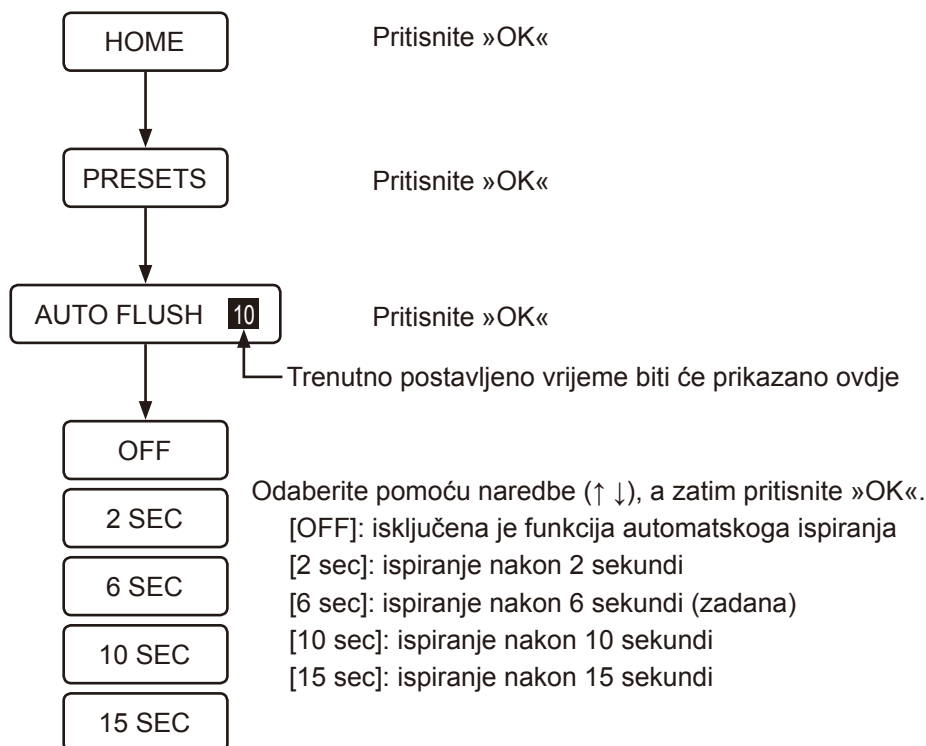 HOME Pritisnite »OK«
PRESETS Pritisnite »OK«
AUTO FLUSH 10 Pritisnite »OK«
Trenutno postavljeno vrijeme biti će prikazano ovdje
OFF
Odaberite pomoću naredbe (↑ ↓), a zatim pritisnite »OK«.
2 SEC
[OFF]: isključena je funkcija automatskoga ispiranja
[2 sec]: ispiranje nakon 2 sekundi
6 SEC
[6 sec]: ispiranje nakon 6 sekundi (zadana)
[10 sec]: ispiranje nakon 10 sekundi
10 SEC
[15 sec]: ispiranje nakon 15 sekundi
15 SEC